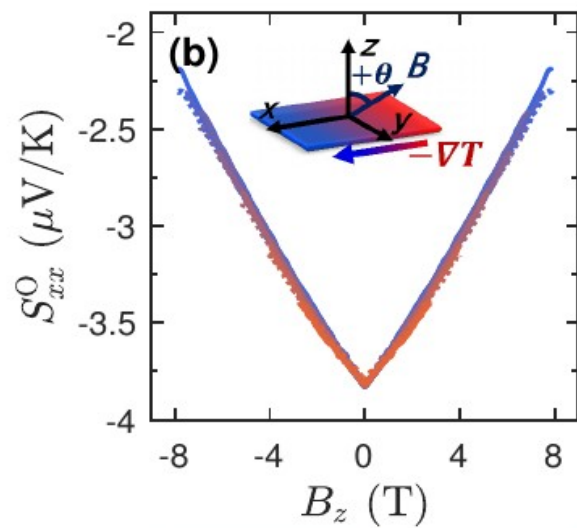 (b)
z
+θ
B
x
y
−∇T
-2
-2.5
-3
-3.5
-4
S^O_xx (μV/K)
-8
-4
0
4
8
B_z (T)